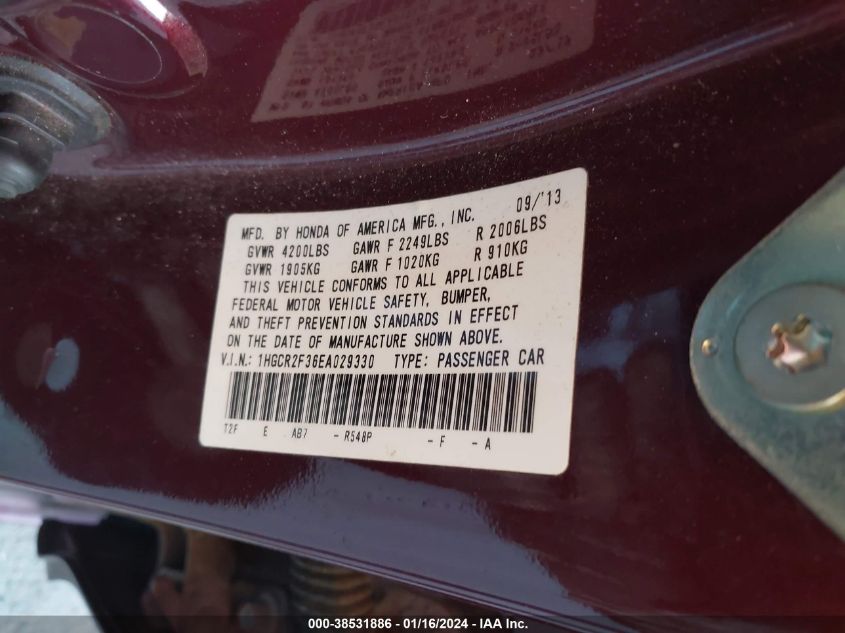 MFD. BY HONDA OF AMERICA MFG., INC. 09/'13
GVWR 4200LBS GAWR F 2249LBS R 2006LBS
GVWR 1905KG GAWR F 1020KG R 910KG
THIS VEHICLE CONFORMS TO ALL APPLICABLE
FEDERAL MOTOR VEHICLE SAFETY, BUMPER,
AND THEFT PREVENTION STANDARDS IN EFFECT
ON THE DATE OF MANUFACTURE SHOWN ABOVE.
V.I.N.: 1HGCR2F36EA029330 TYPE: PASSENGER CAR
T2F E AB7 - R548P - F - A
000-38531886 - 01/16/2024 - IAA Inc.